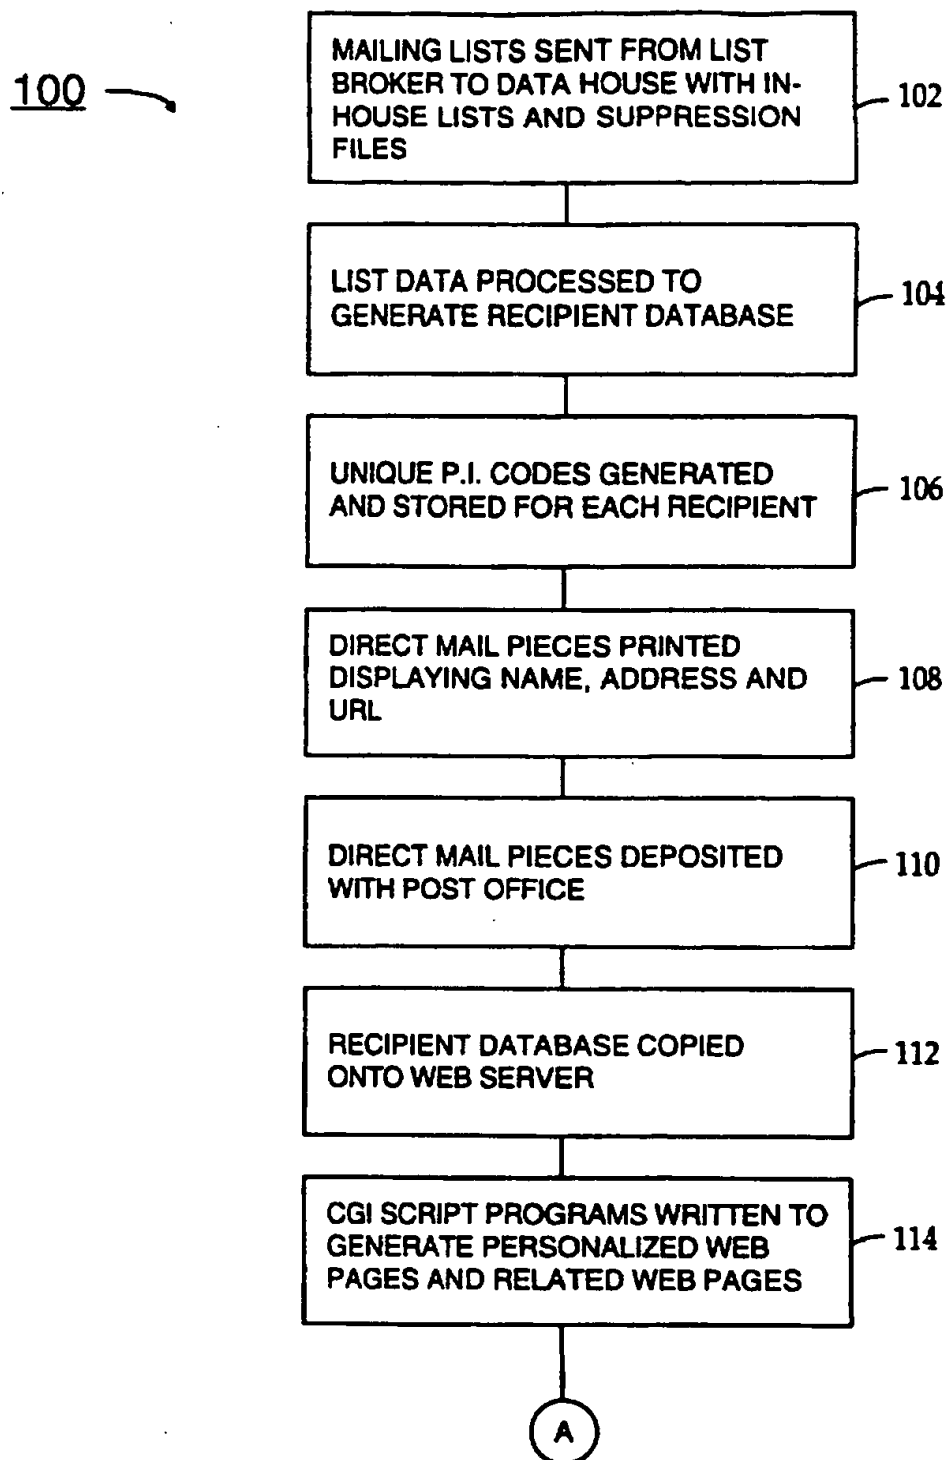 100
MAILING LISTS SENT FROM LIST
BROKER TO DATA HOUSE WITH IN-
HOUSE LISTS AND SUPPRESSION
FILES
102
LIST DATA PROCESSED TO
GENERATE RECIPIENT DATABASE
104
UNIQUE P.I. CODES GENERATED
AND STORED FOR EACH RECIPIENT
106
DIRECT MAIL PIECES PRINTED
DISPLAYING NAME, ADDRESS AND
URL
108
DIRECT MAIL PIECES DEPOSITED
WITH POST OFFICE
110
RECIPIENT DATABASE COPIED
ONTO WEB SERVER
112
CGI SCRIPT PROGRAMS WRITTEN TO
GENERATE PERSONALIZED WEB
PAGES AND RELATED WEB PAGES
114
A